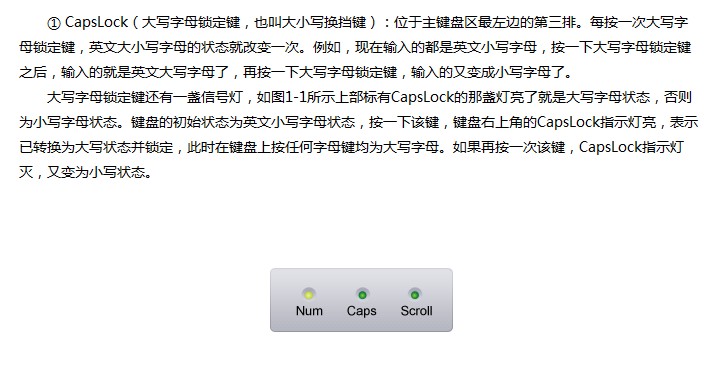 ① CapsLock（大写字母锁定键，也叫大小写换挡键）：位于主键盘区最左边的第三排。每按一次大写字
母锁定键，英文大小写字母的状态就改变一次。例如，现在输入的都是英文小写字母，按一下大写字母锁定键
之后，输入的就是英文大写字母了，再按一下大写字母锁定键，输入的又变成小写字母了。
大写字母锁定键还有一盏信号灯，如图1-1所示上部标有CapsLock的那盏灯亮了就是大写字母状态，否则
为小写字母状态。键盘的初始状态为英文小写字母状态，按一下该键，键盘右上角的CapsLock指示灯亮，表示
已转换为大写状态并锁定，此时在键盘上按任何字母键均为大写字母。如果再按一次该键，CapsLock指示灯
灭，又变为小写状态。
Num Caps Scroll